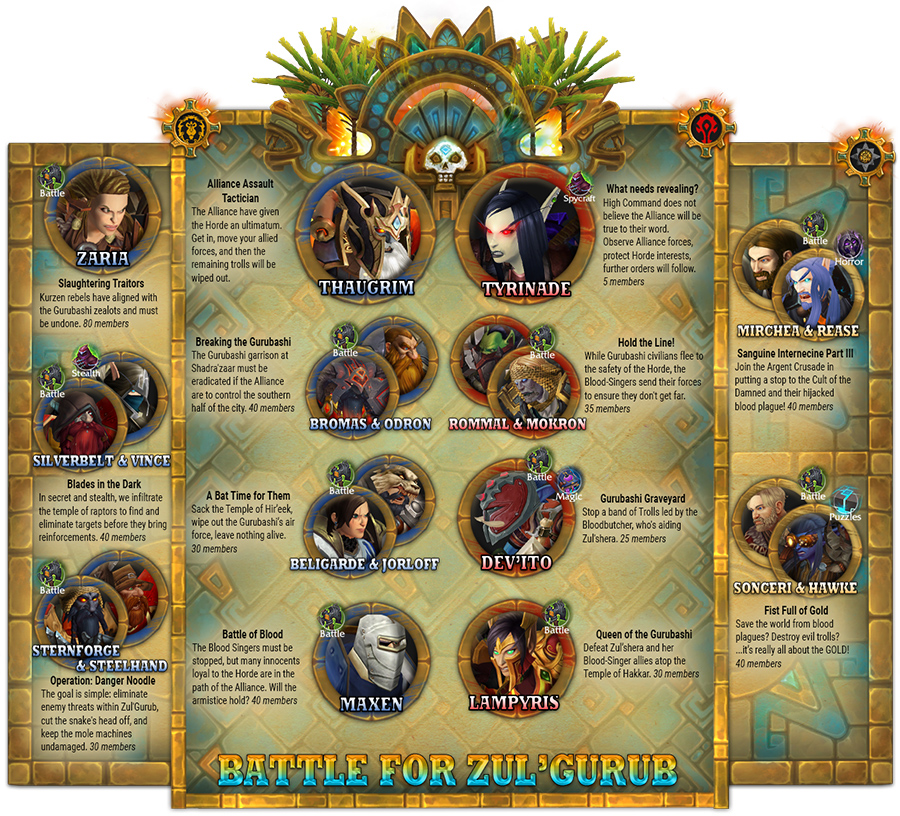 Battle
ZARIA
Slaughtering Traitors
Kurzen rebels have aligned with
the Gurubashi zealots and must
be undone. 80 members
Stealth
Battle
SILVERBELT & VINCE
Blades in the Dark
In secret and stealth, we infiltrate
the temple of raptors to find and
eliminate targets before they bring
reinforcements. 40 members
Battle
STERNFORGE
& STEELHAND
Operation: Danger Noodle
The goal is simple: eliminate
enemy threats within Zul'Gurub,
cut the snake's head off, and
keep the mole machines
undamaged. 30 members
Alliance Assault
Tactician
The Alliance have given
the Horde an ultimatum.
Get in, move your allied
forces, and then the
remaining trolls will be
wiped out.
THAUGRIM
Spycraft
TYRINADE
What needs revealing?
High Command does not
believe the Alliance will be
true to their word.
Observe Alliance forces,
protect Horde interests,
further orders will follow.
5 members
Breaking the Gurubashi
The Gurubashi garrison at
Shadra'zaar must be
eradicated if the Alliance
are to control the southern
half of the city. 40 members
Battle
BROMAS & ODRON
Battle
ROMMAL & MOKRON
Hold the Line!
While Gurubashi civilians flee to
the safety of the Horde, the
Blood-Singers send their forces
to ensure they don't get far.
35 members
A Bat Time for Them
Sack the Temple of Hir'eek,
wipe out the Gurubashi's air
force, leave nothing alive.
30 members
Battle
BELIGARDE & JORLOFF
Battle
Magic
DEV'ITO
Gurubashi Graveyard
Stop a band of Trolls led by the
Bloodbutcher, who's aiding
Zul'shera. 25 members
Battle of Blood
The Blood Singers must be
stopped, but many innocents
loyal to the Horde are in the
path of the Alliance. Will the
armistice hold? 40 members
Battle
MAXEN
Battle
LAMPYRIS
Queen of the Gurubashi
Defeat Zul'shera and her
Blood-Singer allies atop the
Temple of Hakkar. 30 members
Battle
Horror
MIRCHEA & REASE
Sanguine Internecine Part III
Join the Argent Crusade in
putting a stop to the Cult of the
Damned and their hijacked
blood plague! 40 members
Battle
Puzzles
SONCERI & HAWKE
Fist Full of Gold
Save the world from blood
plagues? Destroy evil trolls?
...it's really all about the GOLD!
40 members
BATTLE FOR ZUL'GURUB